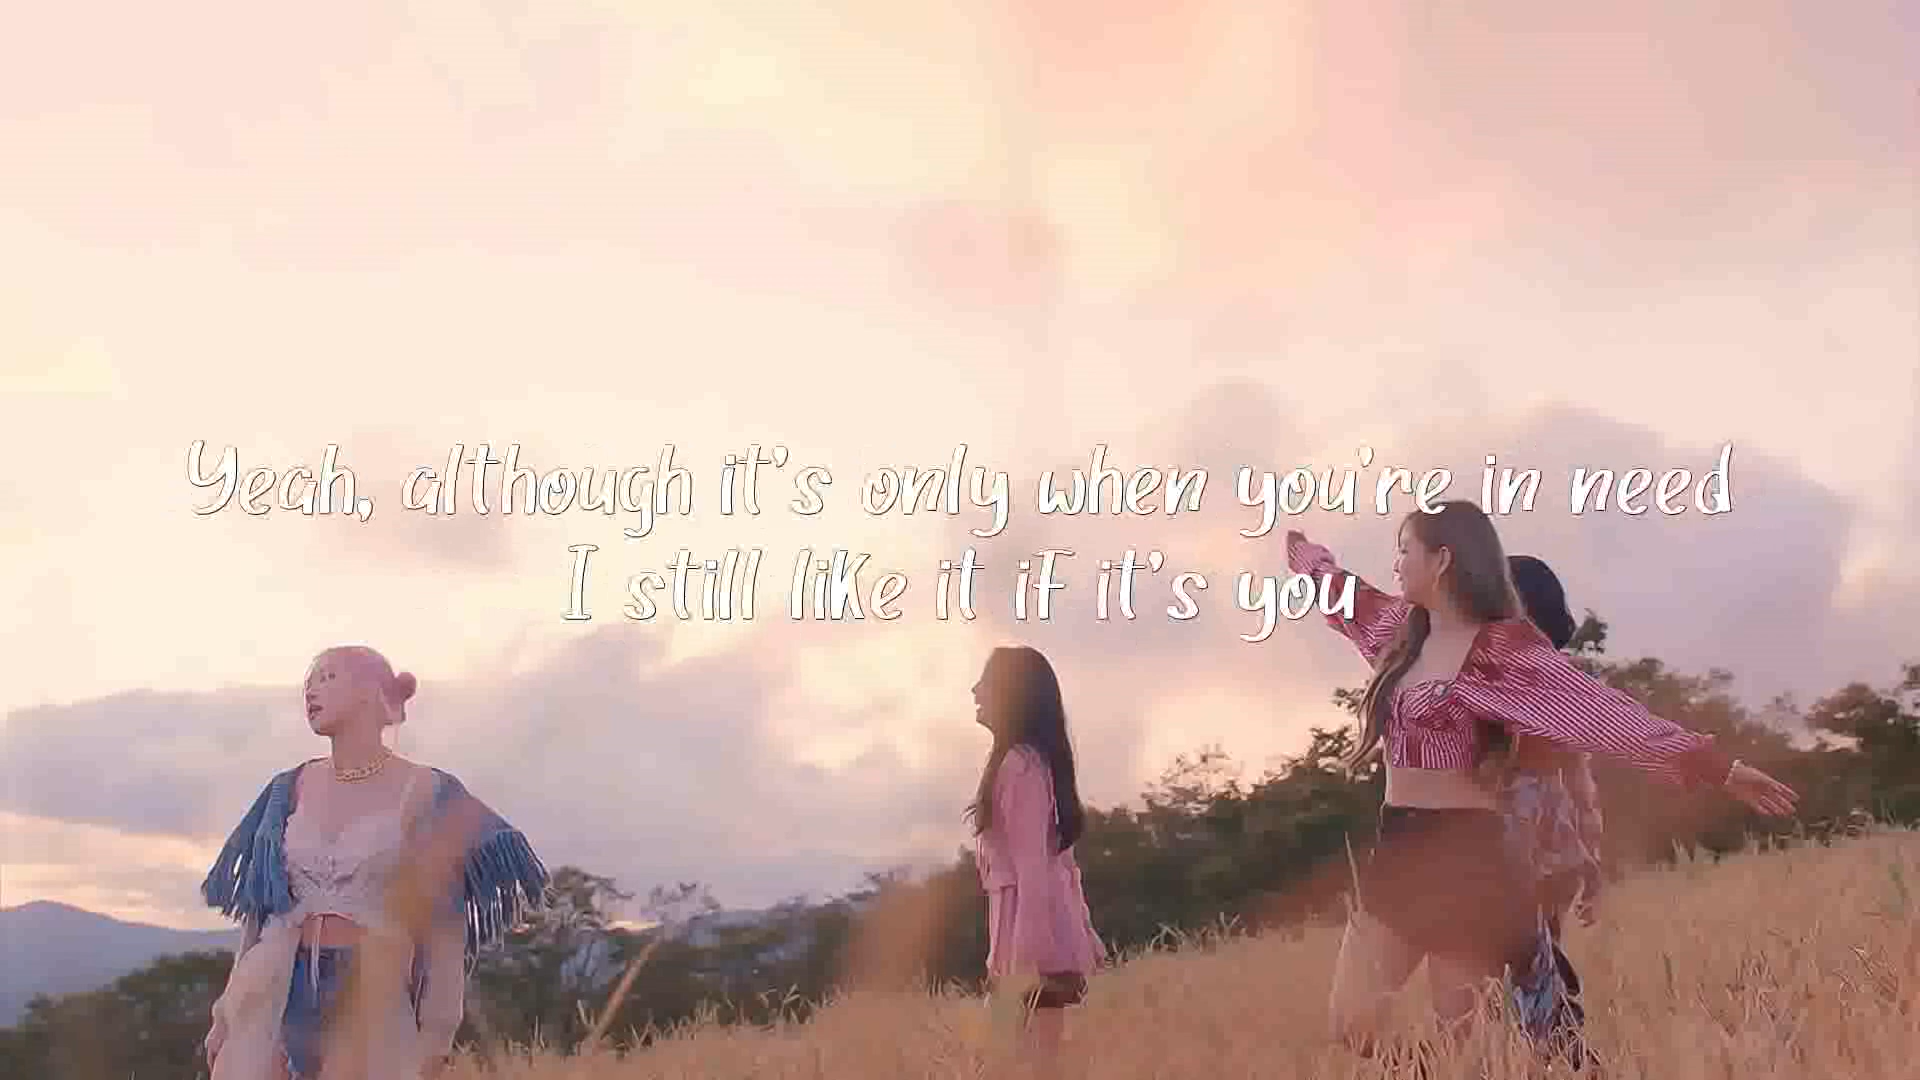 Yeah, although it's only when you're in need
I still like it if it's you